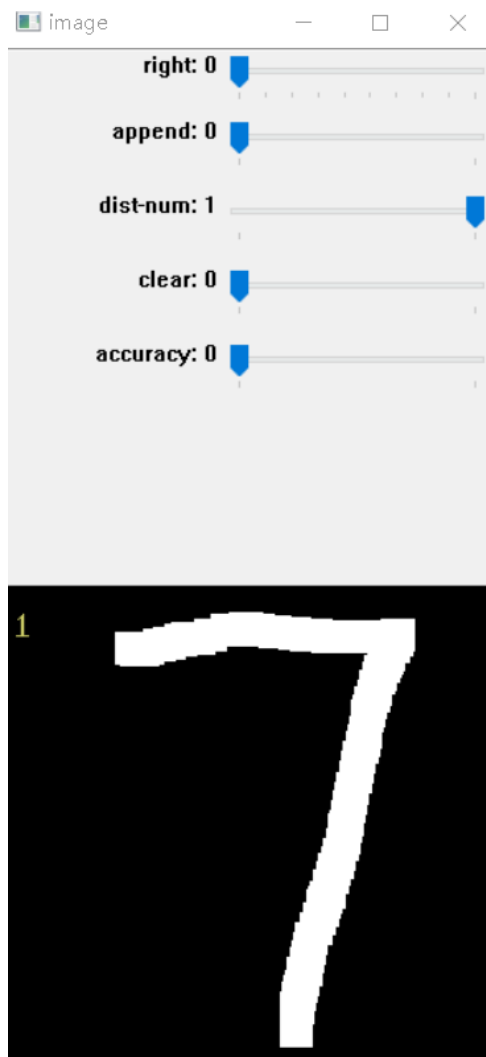 image
right: 0
append: 0
dist-num: 1
clear: 0
accuracy: 0
1
7